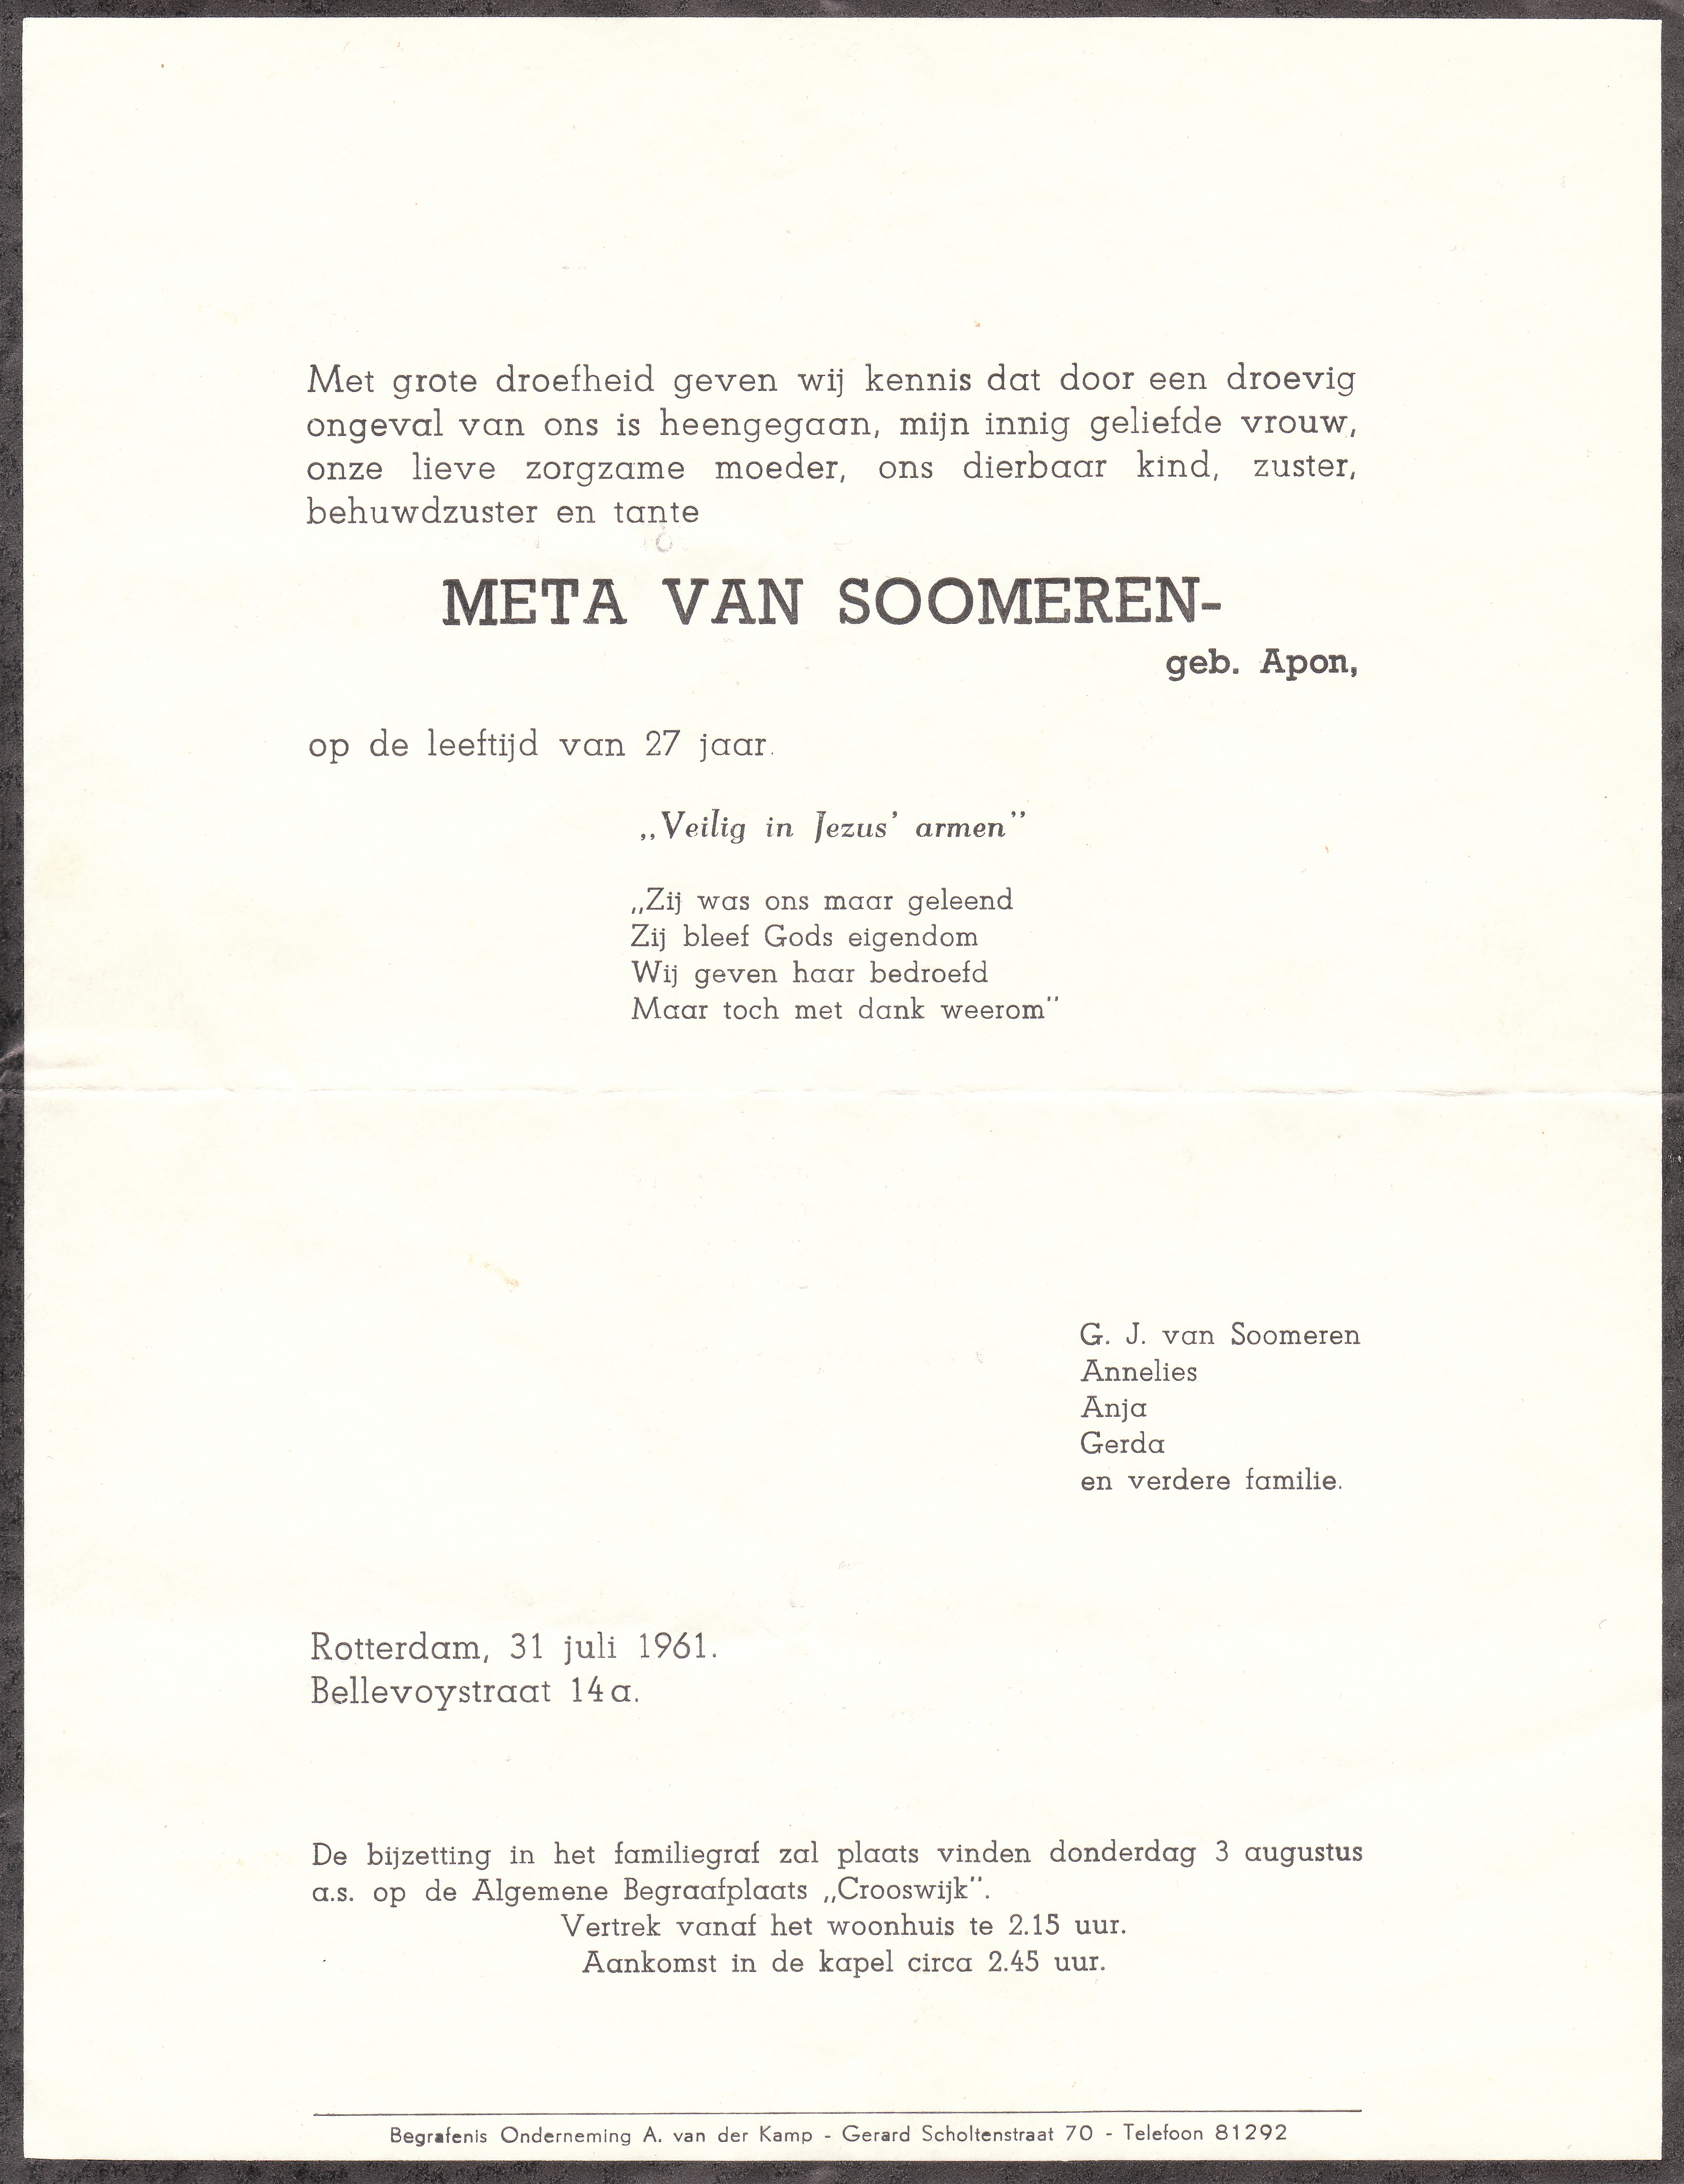 Met grote droefheid geven wij kennis dat door een droevig
ongeval van ons is heengegaan, mijn innig geliefde vrouw,
onze lieve zorgzame moeder, ons dierbaar kind, zuster,
behuwdzuster en tante
META VAN SOOMEREN-
geb. Apon,
op de leeftijd van 27 jaar.
„Veilig in Jezus’ armen”
„Zij was ons maar geleend
Zij bleef Gods eigendom
Wij geven haar bedroefd
Maar toch met dank weerom”
G. J. van Soomeren
Annelies
Anja
Gerda
en verdere familie.
Rotterdam, 31 juli 1961.
Bellevoystraat 14a.
De bijzetting in het familiegraf zal plaats vinden donderdag 3 augustus
a.s. op de Algemene Begraafplaats „Crooswijk”.
Vertrek vanaf het woonhuis te 2.15 uur.
Aankomst in de kapel circa 2.45 uur.
Begrafenis Onderneming A. van der Kamp - Gerard Scholtenstraat 70 - Telefoon 81292